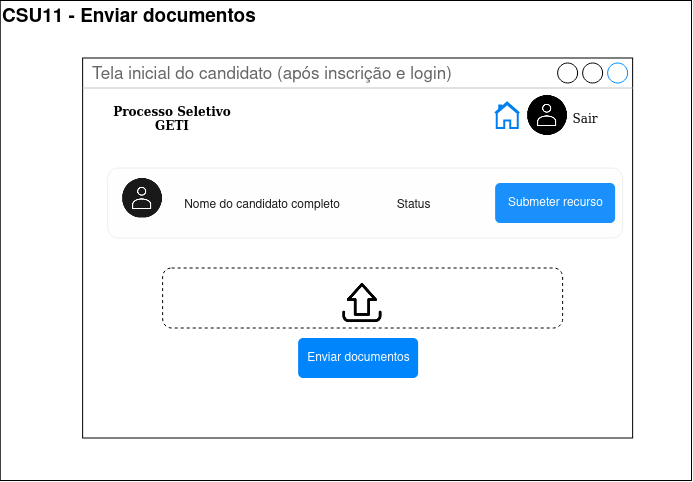 CSU11 - Enviar documentos
Tela inicial do candidato (após inscrição e login)
Processo Seletivo
GETI
Sair
Nome do candidato completo
Status
Submeter recurso
Enviar documentos